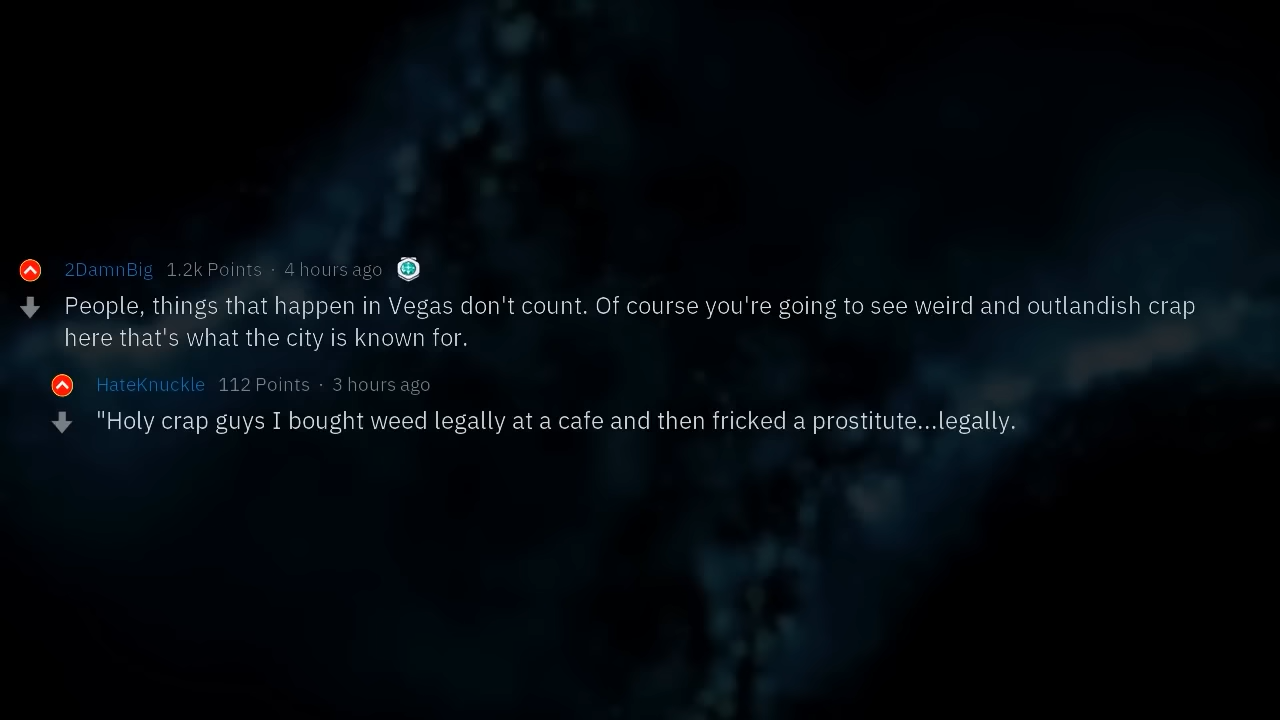 2DamnBig 1.2k Points · 4 hours ago
People, things that happen in Vegas don't count. Of course you're going to see weird and outlandish crap
here that's what the city is known for.
HateKnuckle 112 Points · 3 hours ago
"Holy crap guys I bought weed legally at a cafe and then fricked a prostitute...legally.